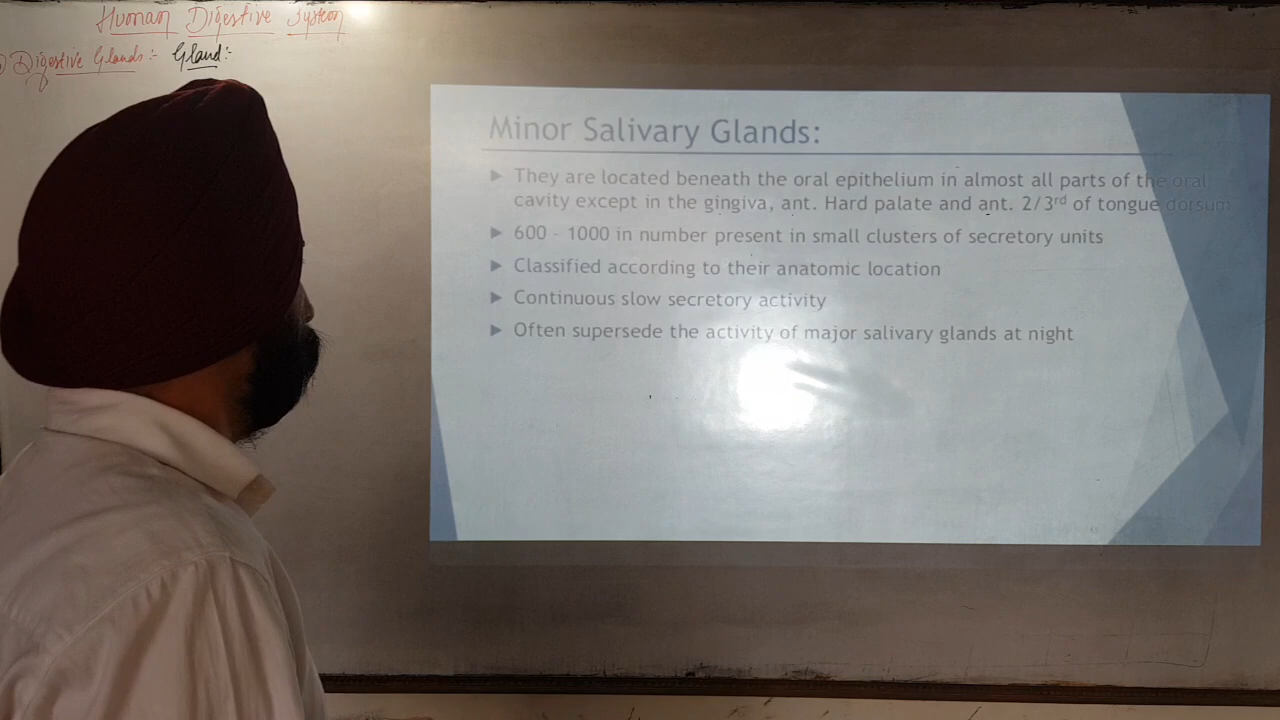 Human Digestive System
Digestive Glands:- Gland:-
Minor Salivary Glands:
They are located beneath the oral epithelium in almost all parts of the oral
cavity except in the gingiva, ant. Hard palate and ant. 2/3rd of tongue dorsum
600 - 1000 in number present in small clusters of secretory units
Classified according to their anatomic location
Continuous slow secretory activity
Often supersede the activity of major salivary glands at night